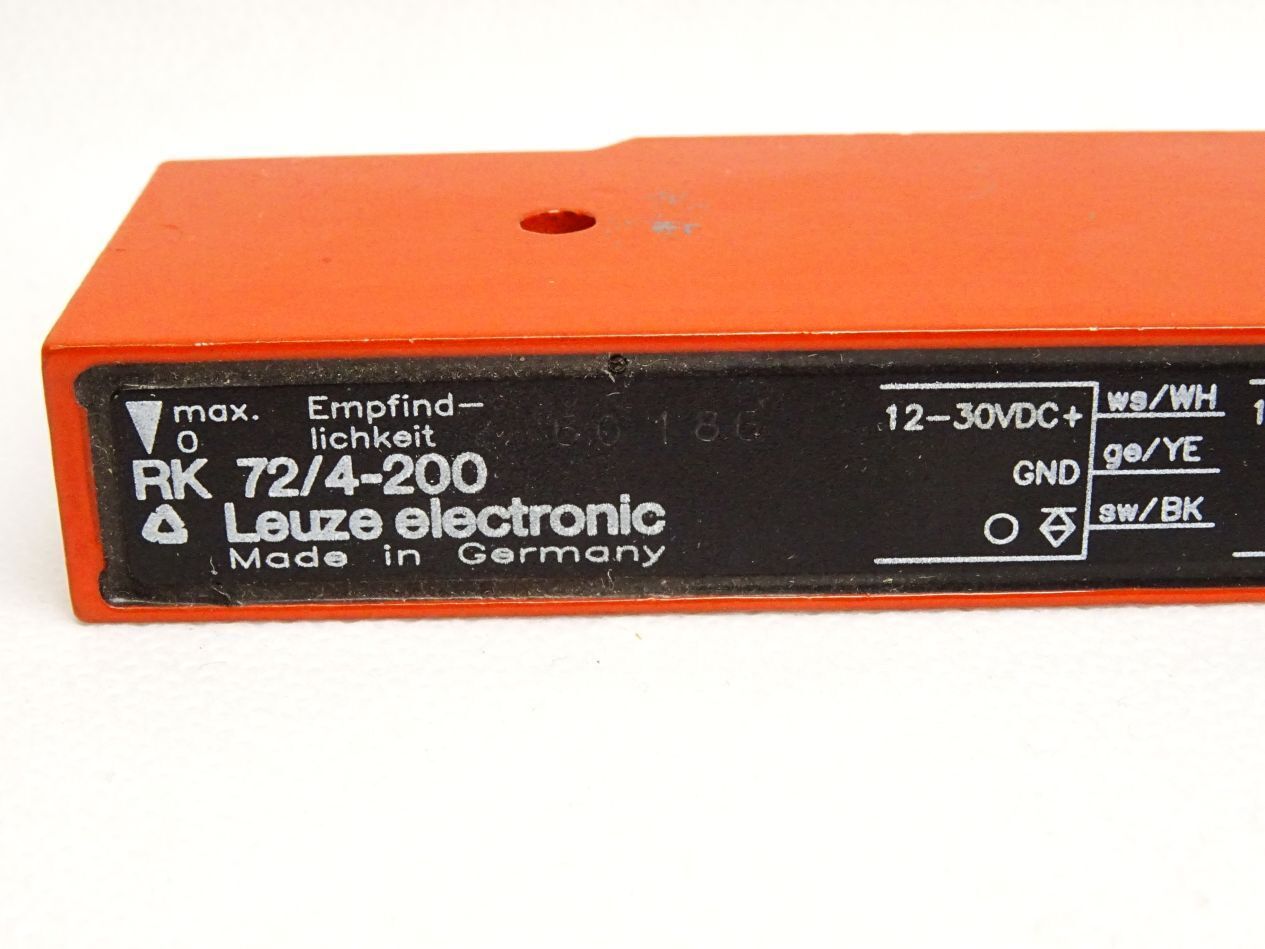 max.
0
Empfind-
lichkeit
RK 72/4-200
Leuze electronic
Made in Germany
12-30VDC+
GND
ws/WH
ge/YE
sw/BK